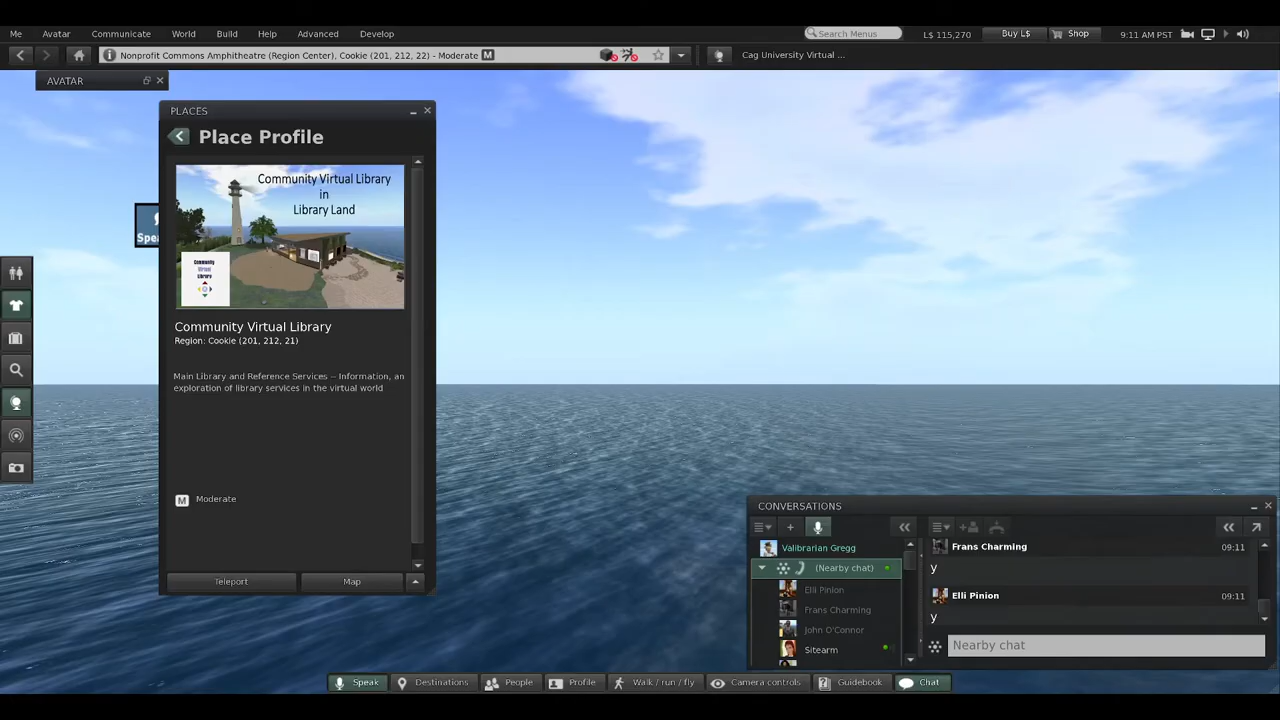 Me Avatar Communicate World Build Help Advanced Develop
Search Menus
L$ 115,270
Buy L$
Shop
9:11 AM PST
Nonprofit Commons Amphitheatre (Region Center), Cookie (201, 212, 22) - Moderate M
Cag University Virtual ...
AVATAR
PLACES
Place Profile
Community Virtual Library
in
Library Land
Community
Virtual
Library
Community Virtual Library
Region: Cookie (201, 212, 21)
Main Library and Reference Services -- Information, an
exploration of library services in the virtual world
M Moderate
Teleport
Map
CONVERSATIONS
Valibrarian Gregg
(Nearby chat)
Elli Pinion
Frans Charming
John O'Connor
Sitearm
Frans Charming 09:11
y
Elli Pinion 09:11
y
Nearby chat
Speak Destinations People Profile Walk / run / fly Camera controls Guidebook Chat